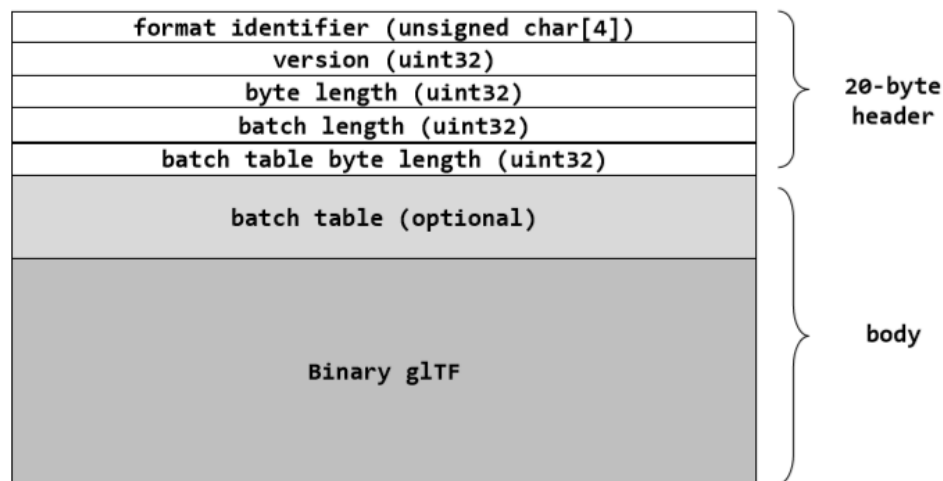 format identifier (unsigned char[4])
version (uint32)
byte length (uint32)
batch length (uint32)
batch table byte length (uint32)
20-byte
header
batch table (optional)
Binary glTF
body